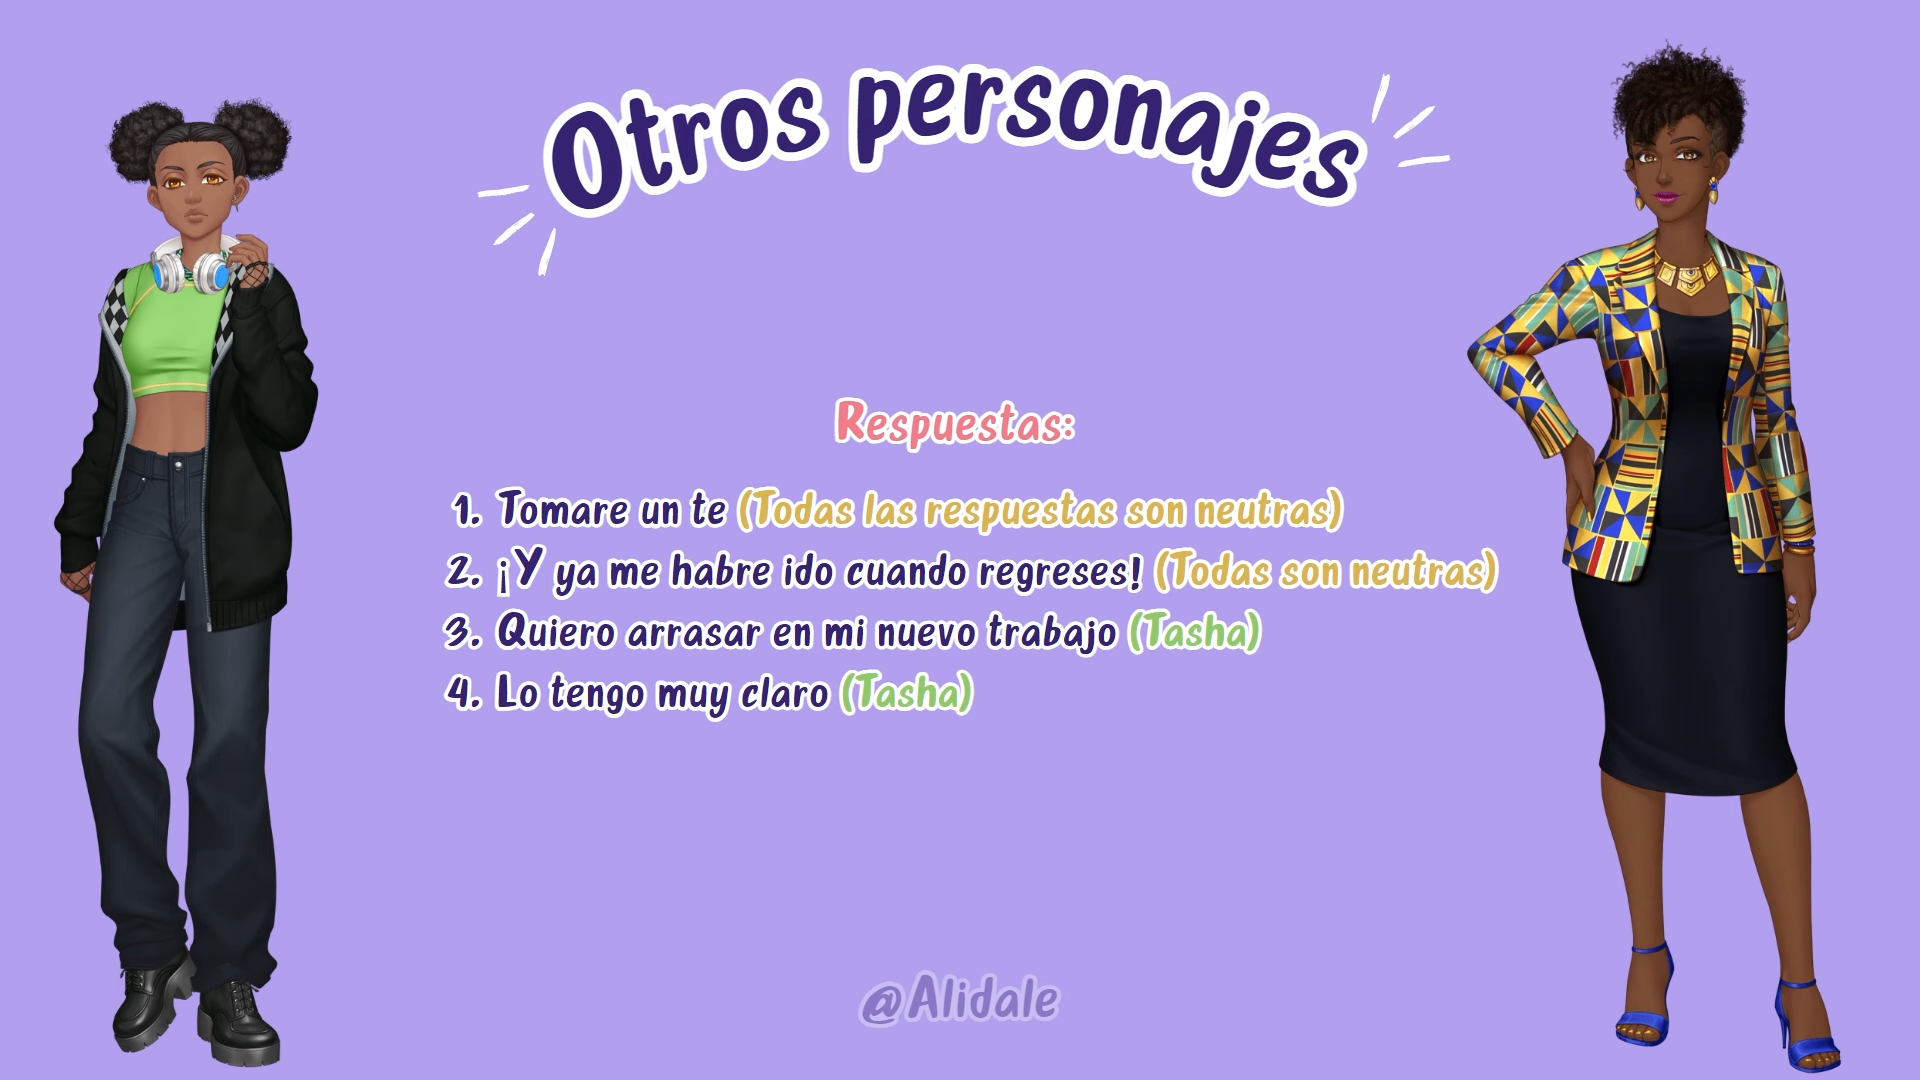 Otros personajes
Respuestas:
1. Tomare un te (Todas las respuestas son neutras)
2. ¡Y ya me habre ido cuando regreses! (Todas son neutras)
3. Quiero arrasar en mi nuevo trabajo (Tasha)
4. Lo tengo muy claro (Tasha)
@Alidale